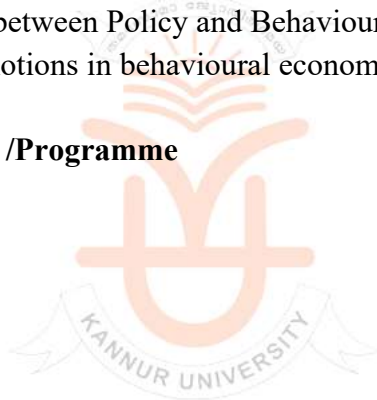 between Policy and Behaviour
otions in behavioural econom
/Programme
KANNUR UNIVERSITY